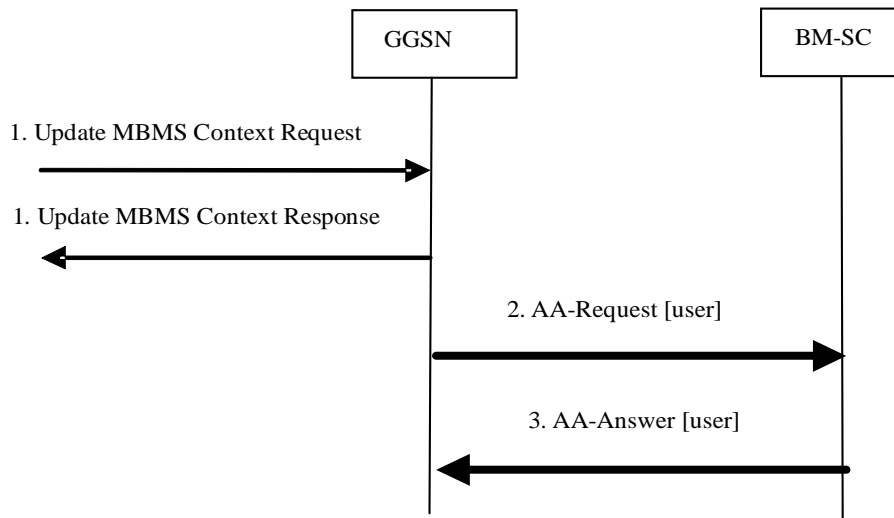 GGSN
BM-SC
1. Update MBMS Context Request
1. Update MBMS Context Response
2. AA-Request [user]
3. AA-Answer [user]